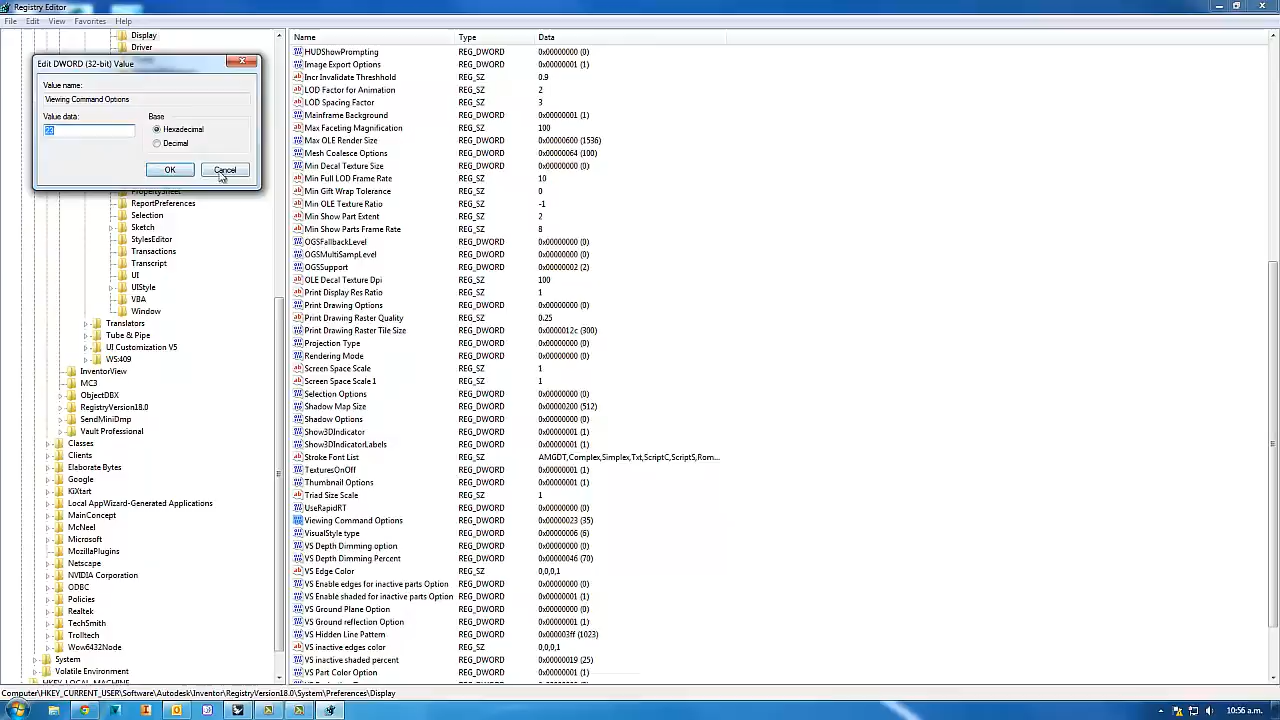 Registry Editor
File Edit View Favorites Help
Display
Driver
Edit DWORD (32-bit) Value
Value name:
Viewing Command Options
Value data:
23
Base
Hexadecimal
Decimal
OK
Cancel
PropertySheet
ReportPreferences
Selection
Sketch
StylesEditor
Transactions
Transcript
UI
UIStyle
VBA
Window
Translators
Tube & Pipe
UI Customization V5
WS:409
InventorView
MC3
ObjectDBX
RegistryVersion18.0
SendMiniDmp
Vault Professional
Classes
Clients
Elaborate Bytes
Google
KiXtart
Local AppWizard-Generated Applications
MainConcept
McNeel
Microsoft
MozillaPlugins
Netscape
NVIDIA Corporation
ODBC
Policies
Realtek
TechSmith
Trolltech
Wow6432Node
System
Volatile Environment
HKEY_LOCAL_MACHINE
Name Type Data
HUDShowPrompting REG_DWORD 0x00000000 (0)
Image Export Options REG_DWORD 0x00000001 (1)
Incr Invalidate Threshhold REG_SZ 0.9
LOD Factor for Animation REG_SZ 2
LOD Spacing Factor REG_SZ 3
Mainframe Background REG_DWORD 0x00000001 (1)
Max Faceting Magnification REG_SZ 100
Max OLE Render Size REG_DWORD 0x00000600 (1536)
Mesh Coalesce Options REG_DWORD 0x00000064 (100)
Min Decal Texture Size REG_DWORD 0x00000000 (0)
Min Full LOD Frame Rate REG_SZ 10
Min Gift Wrap Tolerance REG_SZ 0
Min OLE Texture Ratio REG_SZ -1
Min Show Part Extent REG_SZ 2
Min Show Parts Frame Rate REG_SZ 8
OGSFallbackLevel REG_DWORD 0x00000000 (0)
OGSMultiSampLevel REG_DWORD 0x00000000 (0)
OGSSupport REG_DWORD 0x00000002 (2)
OLE Decal Texture Dpi REG_SZ 100
Print Display Res Ratio REG_SZ 1
Print Drawing Options REG_DWORD 0x00000000 (0)
Print Drawing Raster Quality REG_SZ 0.25
Print Drawing Raster Tile Size REG_DWORD 0x0000012c (300)
Projection Type REG_DWORD 0x00000000 (0)
Rendering Mode REG_DWORD 0x00000000 (0)
Screen Space Scale REG_SZ 1
Screen Space Scale 1 REG_SZ 1
Selection Options REG_DWORD 0x00000000 (0)
Shadow Map Size REG_DWORD 0x00000200 (512)
Shadow Options REG_DWORD 0x00000000 (0)
Show3DIndicator REG_DWORD 0x00000001 (1)
Show3DIndicatorLabels REG_DWORD 0x00000001 (1)
Stroke Font List REG_SZ AMGDT,Complex,Simplex,Txt,ScriptC,ScriptS,Rom...
TexturesOnOff REG_DWORD 0x00000001 (1)
Thumbnail Options REG_DWORD 0x00000001 (1)
Triad Size Scale REG_SZ 1
UseRapidRT REG_DWORD 0x00000000 (0)
Viewing Command Options REG_DWORD 0x00000023 (35)
VisualStyle type REG_DWORD 0x00000006 (6)
VS Depth Dimming option REG_DWORD 0x00000000 (0)
VS Depth Dimming Percent REG_DWORD 0x00000046 (70)
VS Edge Color REG_SZ 0,0,0,1
VS Enable edges for inactive parts Option REG_DWORD 0x00000000 (0)
VS Enable shaded for inactive parts Option REG_DWORD 0x00000001 (1)
VS Ground Plane Option REG_DWORD 0x00000000 (0)
VS Ground reflection Option REG_DWORD 0x00000001 (1)
VS Hidden Line Pattern REG_DWORD 0x000003ff (1023)
VS inactive edges color REG_SZ 0,0,0,1
VS inactive shaded percent REG_DWORD 0x00000019 (25)
VS Part Color Option REG_DWORD 0x00000001 (1)
Computer\HKEY_CURRENT_USER\Software\Autodesk\Inventor\RegistryVersion18.0\System\Preferences\Display
10:56 a.m.